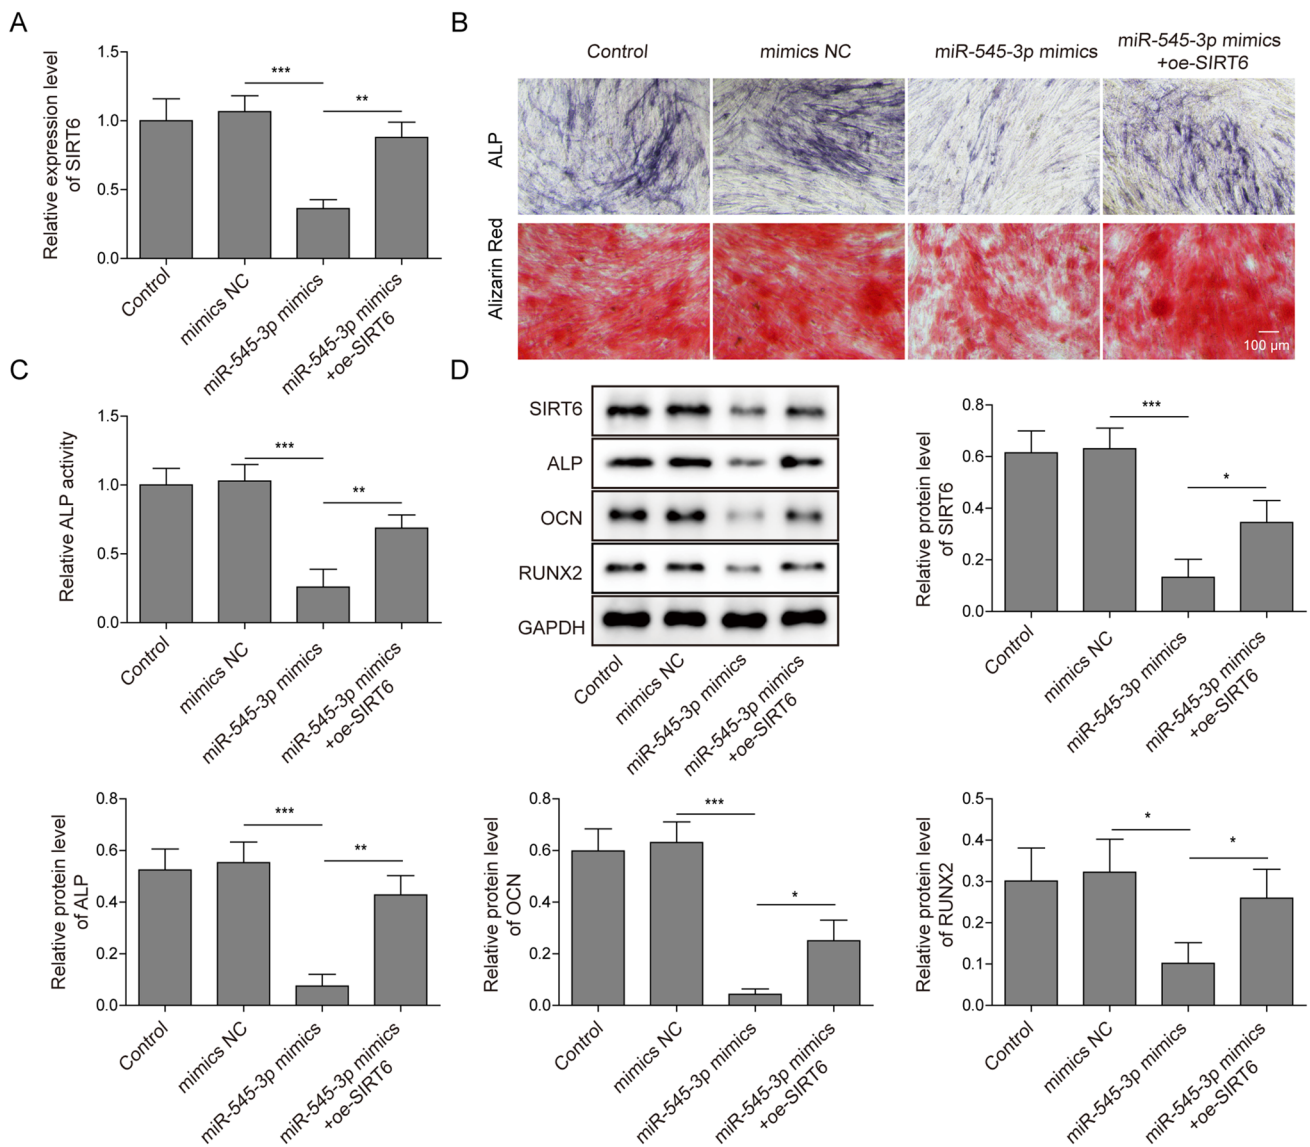 A
Relative expression level
of SIRT6
1.5
1.0
0.5
0.0
***
**
Control
mimics NC
miR-545-3p mimics
miR-545-3p mimics
+oe-SIRT6
B
Control
mimics NC
miR-545-3p mimics
miR-545-3p mimics
+oe-SIRT6
ALP
Alizarin Red
100 μm
C
Relative ALP activity
1.5
1.0
0.5
0.0
***
**
Control
mimics NC
miR-545-3p mimics
miR-545-3p mimics
+oe-SIRT6
D
SIRT6
ALP
OCN
RUNX2
GAPDH
Control
mimics NC
miR-545-3p mimics
miR-545-3p mimics
+oe-SIRT6
Relative protein level
of SIRT6
0.8
0.6
0.4
0.2
0.0
***
*
Control
mimics NC
miR-545-3p mimics
miR-545-3p mimics
+oe-SIRT6
Relative protein level
of ALP
0.8
0.6
0.4
0.2
0.0
***
**
Control
mimics NC
miR-545-3p mimics
miR-545-3p mimics
+oe-SIRT6
Relative protein level
of OCN
0.8
0.6
0.4
0.2
0.0
***
*
Control
mimics NC
miR-545-3p mimics
miR-545-3p mimics
+oe-SIRT6
Relative protein level
of RUNX2
0.5
0.4
0.3
0.2
0.1
0.0
*
*
Control
mimics NC
miR-545-3p mimics
miR-545-3p mimics
+oe-SIRT6